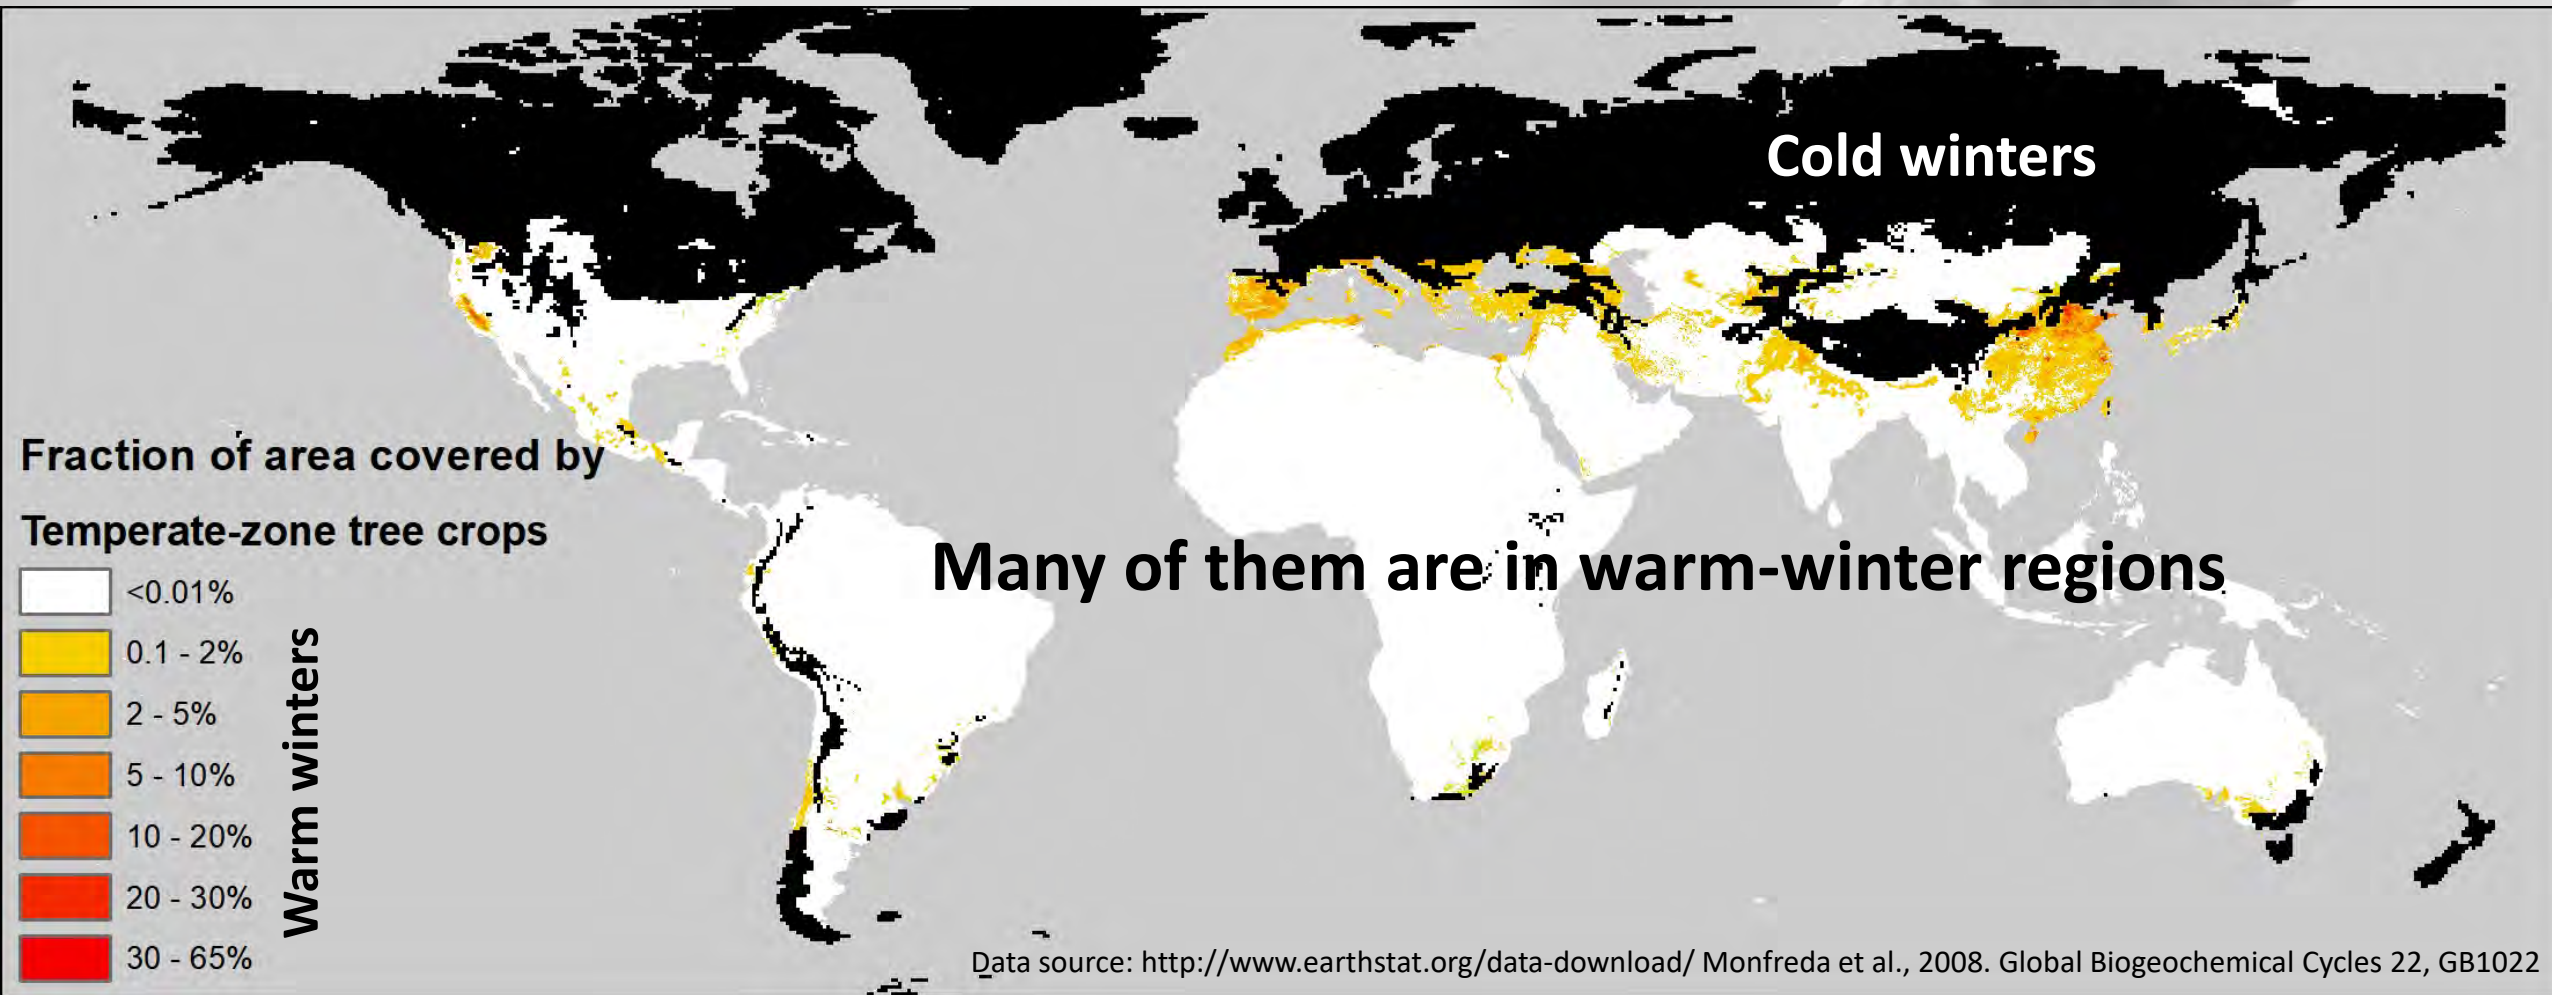 Cold winters
Fraction of area covered by
Temperate-zone tree crops
Many of them are in warm-winter regions
<0.01%
0.1 - 2%
2 - 5%
5 - 10%
10 - 20%
20 - 30%
30 - 65%
Warm winters
Data source: http://www.earthstat.org/data-download/ Monfreda et al., 2008. Global Biogeochemical Cycles 22, GB1022